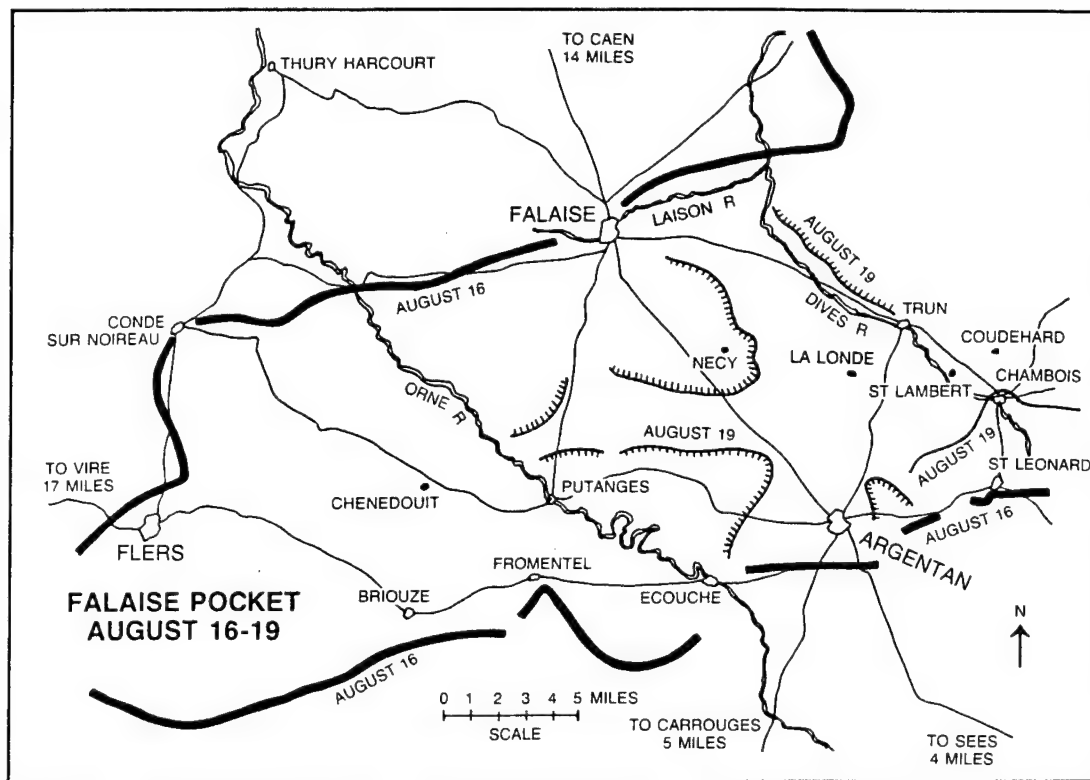 TO CAEN
14 MILES
THURY HARCOURT
FALAISE
LAISON R
AUGUST 19
DIVES R
TRUN
AUGUST 16
CONDE
SUR NOIREAU
COUDEHARD
NECY
LA LONDE
CHAMBOIS
ST LAMBERT
ORNE R
AUGUST 19
AUGUST 19
ST LEONARD
TO VIRE
17 MILES
CHENEDOUIT
PUTANGES
AUGUST 16
FLERS
ARGENTAN
FROMENTEL
BRIOUZE
ECOUCHE
FALAISE POCKET
AUGUST 16-19
N
AUGUST 16
0 1 2 3 4 5 MILES
SCALE
TO CARROUGES
5 MILES
TO SEES
4 MILES